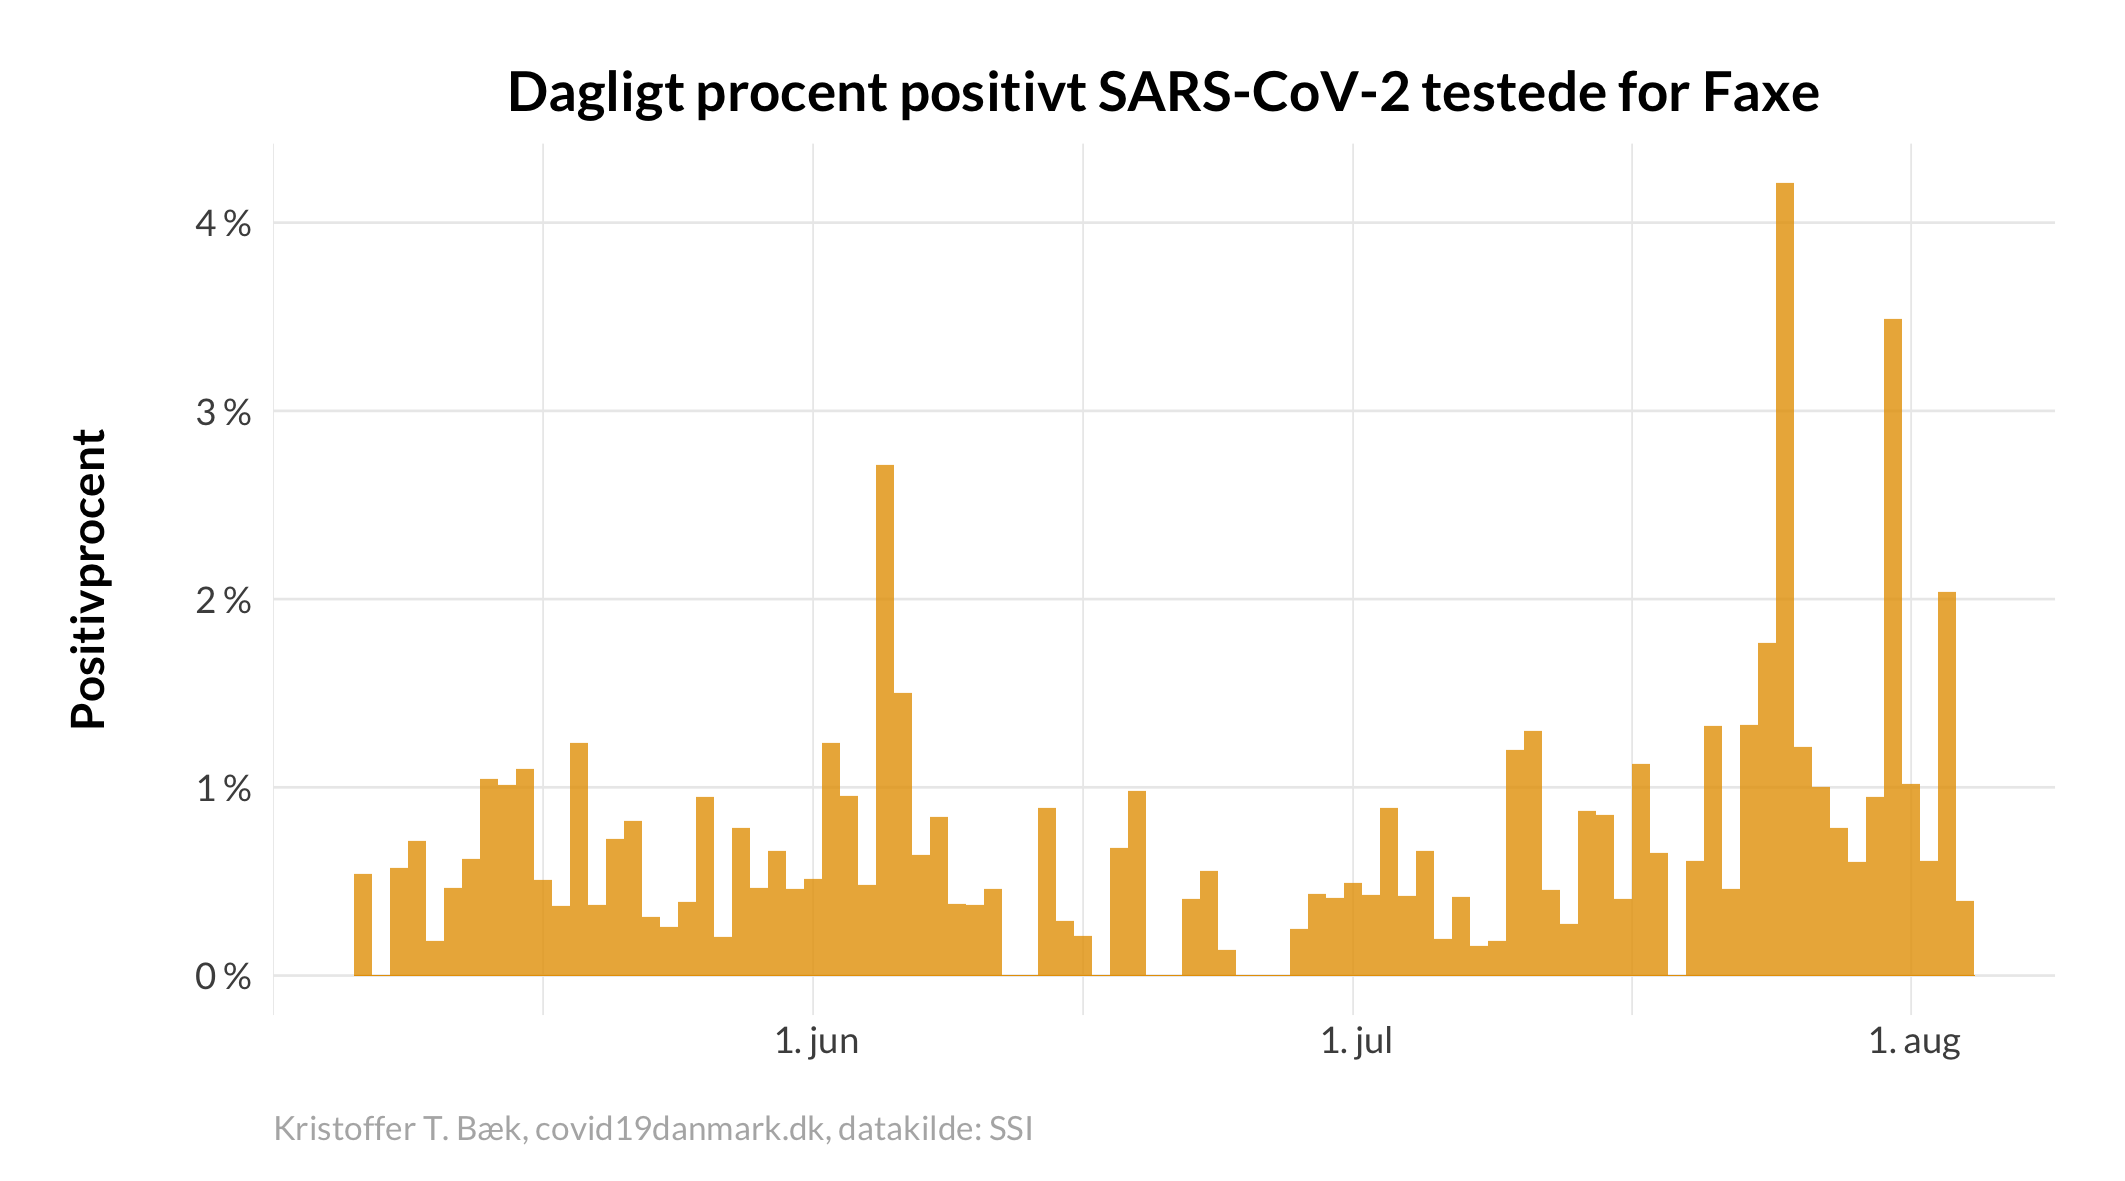 Dagligt procent positivt SARS-CoV-2 testede for Faxe
Positivprocent
4 %
3 %
2 %
1 %
0 %
1. jun
1. jul
1. aug
Kristoffer T. Bæk, covid19danmark.dk, datakilde: SSI